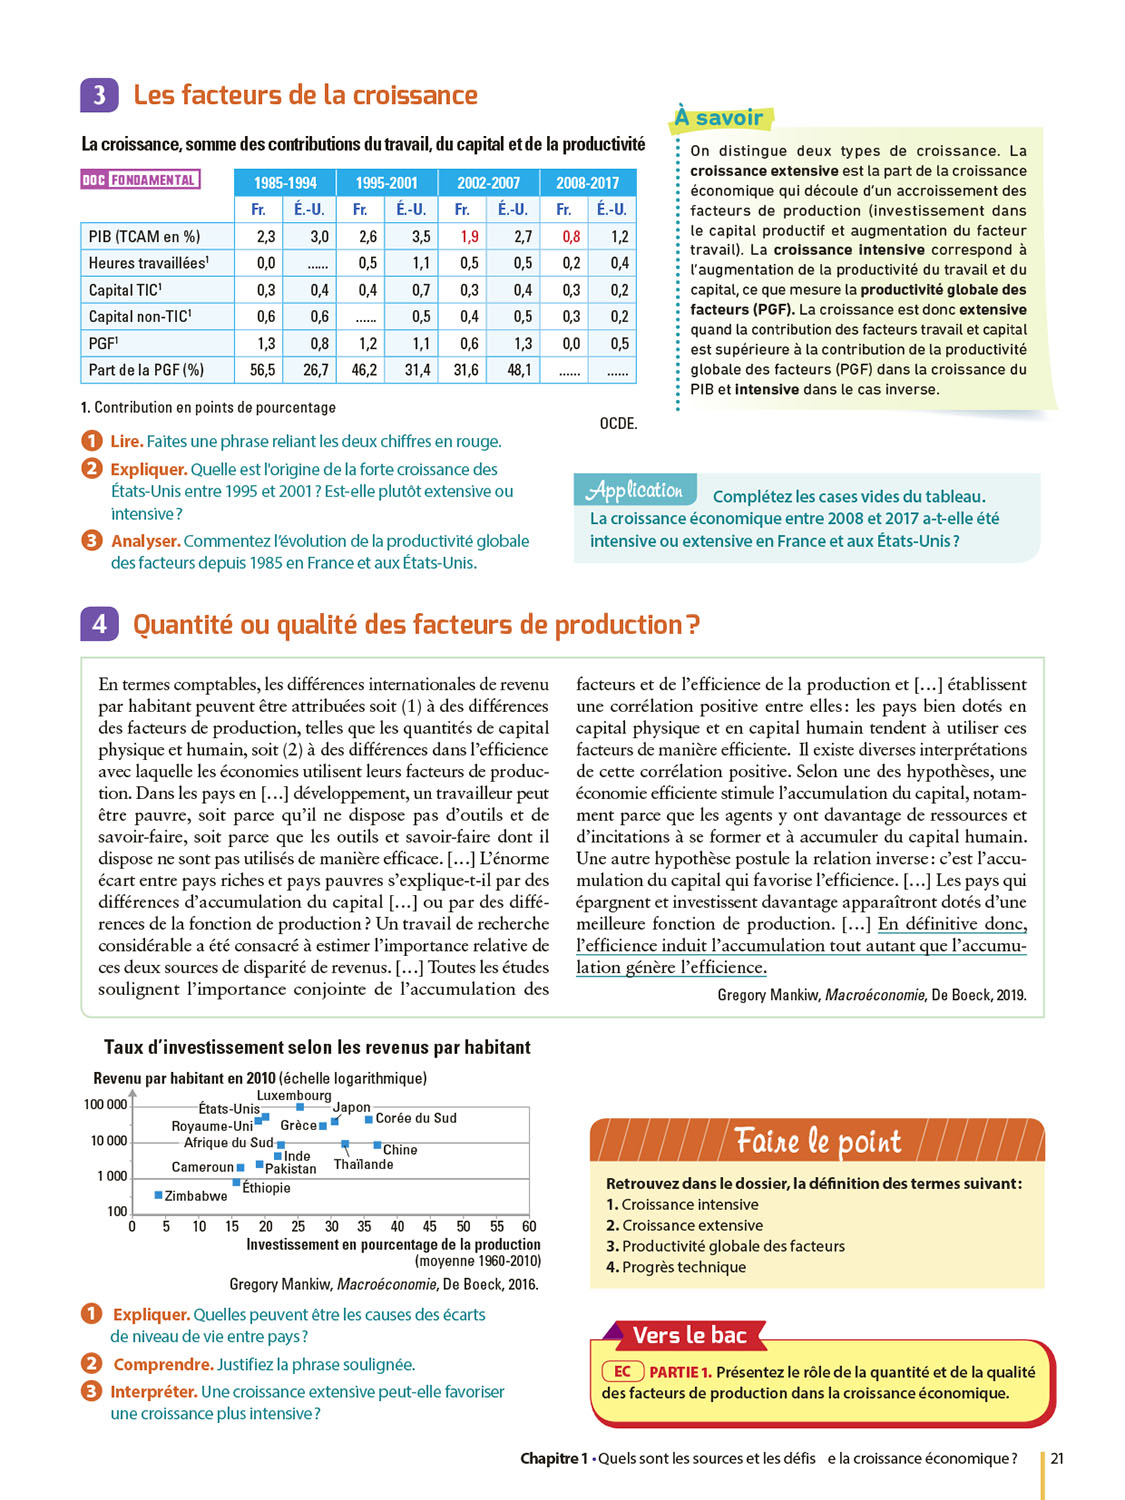 3 Les facteurs de la croissance
La croissance, somme des contributions du travail, du capital et de la productivité
DOC FONDAMENTAL
1985-1994 1995-2001 2002-2007 2008-2017
Fr. É.-U. Fr. É.-U. Fr. É.-U. Fr. É.-U.
PIB (TCAM en %) 2,3 3,0 2,6 3,5 1,9 2,7 0,8 1,2
Heures travaillées¹ 0,0 ...... 0,5 1,1 0,5 0,5 0,2 0,4
Capital TIC¹ 0,3 0,4 0,4 0,7 0,3 0,4 0,3 0,2
Capital non-TIC¹ 0,6 0,6 ...... 0,5 0,4 0,5 0,3 0,2
PGF¹ 1,3 0,8 1,2 1,1 0,6 1,3 0,0 0,5
Part de la PGF (%) 56,5 26,7 46,2 31,4 31,6 48,1 ...... ......
1. Contribution en points de pourcentage
OCDE.
1 Lire. Faites une phrase reliant les deux chiffres en rouge.
2 Expliquer. Quelle est l'origine de la forte croissance des
États-Unis entre 1995 et 2001 ? Est-elle plutôt extensive ou
intensive ?
3 Analyser. Commentez l'évolution de la productivité globale
des facteurs depuis 1985 en France et aux États-Unis.
À savoir
On distingue deux types de croissance. La
croissance extensive est la part de la croissance
économique qui découle d'un accroissement des
facteurs de production (investissement dans
le capital productif et augmentation du facteur
travail). La croissance intensive correspond à
l'augmentation de la productivité du travail et du
capital, ce que mesure la productivité globale des
facteurs (PGF). La croissance est donc extensive
quand la contribution des facteurs travail et capital
est supérieure à la contribution de la productivité
globale des facteurs (PGF) dans la croissance du
PIB et intensive dans le cas inverse.
Application Complétez les cases vides du tableau.
La croissance économique entre 2008 et 2017 a-t-elle été
intensive ou extensive en France et aux États-Unis ?
4 Quantité ou qualité des facteurs de production ?
En termes comptables, les différences internationales de revenu
par habitant peuvent être attribuées soit (1) à des différences
des facteurs de production, telles que les quantités de capital
physique et humain, soit (2) à des différences dans l'efficience
avec laquelle les économies utilisent leurs facteurs de produc-
tion. Dans les pays en [...] développement, un travailleur peut
être pauvre, soit parce qu'il ne dispose pas d'outils et de
savoir-faire, soit parce que les outils et savoir-faire dont il
dispose ne sont pas utilisés de manière efficace. [...] L'énorme
écart entre pays riches et pays pauvres s'explique-t-il par des
différences d'accumulation du capital [...] ou par des diffé-
rences de la fonction de production ? Un travail de recherche
considérable a été consacré à estimer l'importance relative de
ces deux sources de disparité de revenus. [...] Toutes les études
soulignent l'importance conjointe de l'accumulation des
facteurs et de l'efficience de la production et [...] établissent
une corrélation positive entre elles : les pays bien dotés en
capital physique et en capital humain tendent à utiliser ces
facteurs de manière efficiente. Il existe diverses interprétations
de cette corrélation positive. Selon une des hypothèses, une
économie efficiente stimule l'accumulation du capital, notam-
ment parce que les agents y ont davantage de ressources et
d'incitations à se former et à accumuler du capital humain.
Une autre hypothèse postule la relation inverse : c'est l'accu-
mulation du capital qui favorise l'efficience. [...] Les pays qui
épargnent et investissent davantage apparaîtront dotés d'une
meilleure fonction de production. [...] En définitive donc,
l'efficience induit l'accumulation tout autant que l'accumu-
lation génère l'efficience.
Gregory Mankiw, Macroéconomie, De Boeck, 2019.
Taux d'investissement selon les revenus par habitant
Revenu par habitant en 2010 (échelle logarithmique)
Luxembourg
100 000 États-Unis Japon
Royaume-Uni Grèce Corée du Sud
10 000 Afrique du Sud Chine
Inde
Cameroun Pakistan Thaïlande
1 000 Éthiopie
Zimbabwe
100
0 5 10 15 20 25 30 35 40 45 50 55 60
Investissement en pourcentage de la production
(moyenne 1960-2010)
Gregory Mankiw, Macroéconomie, De Boeck, 2016.
1 Expliquer. Quelles peuvent être les causes des écarts
de niveau de vie entre pays ?
2 Comprendre. Justifiez la phrase soulignée.
3 Interpréter. Une croissance extensive peut-elle favoriser
une croissance plus intensive ?
Faire le point
Retrouvez dans le dossier, la définition des termes suivant :
1. Croissance intensive
2. Croissance extensive
3. Productivité globale des facteurs
4. Progrès technique
Vers le bac
EC PARTIE 1. Présentez le rôle de la quantité et de la qualité
des facteurs de production dans la croissance économique.
Chapitre 1 • Quels sont les sources et les défis e la croissance économique ? 21